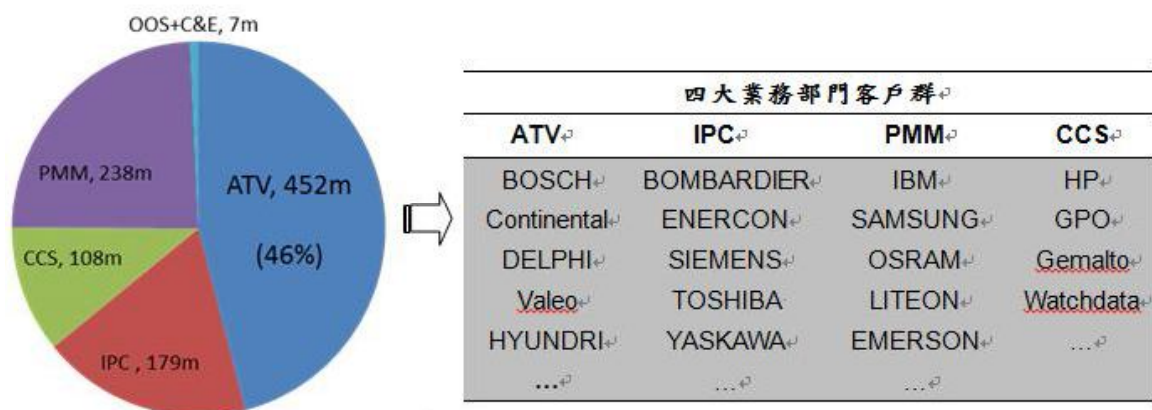 OOS+C&E, 7m
PMM, 238m
ATV, 452m
(46%)
CCS, 108m
IPC , 179m
四大業務部門客戶群
ATV IPC PMM CCS
BOSCH BOMBARDIER IBM HP
Continental ENERCON SAMSUNG GPO
DELPHI SIEMENS OSRAM Gemalto
Valeo TOSHIBA LITEON Watchdata
HYUNDRI YASKAWA EMERSON ...
... ... ...